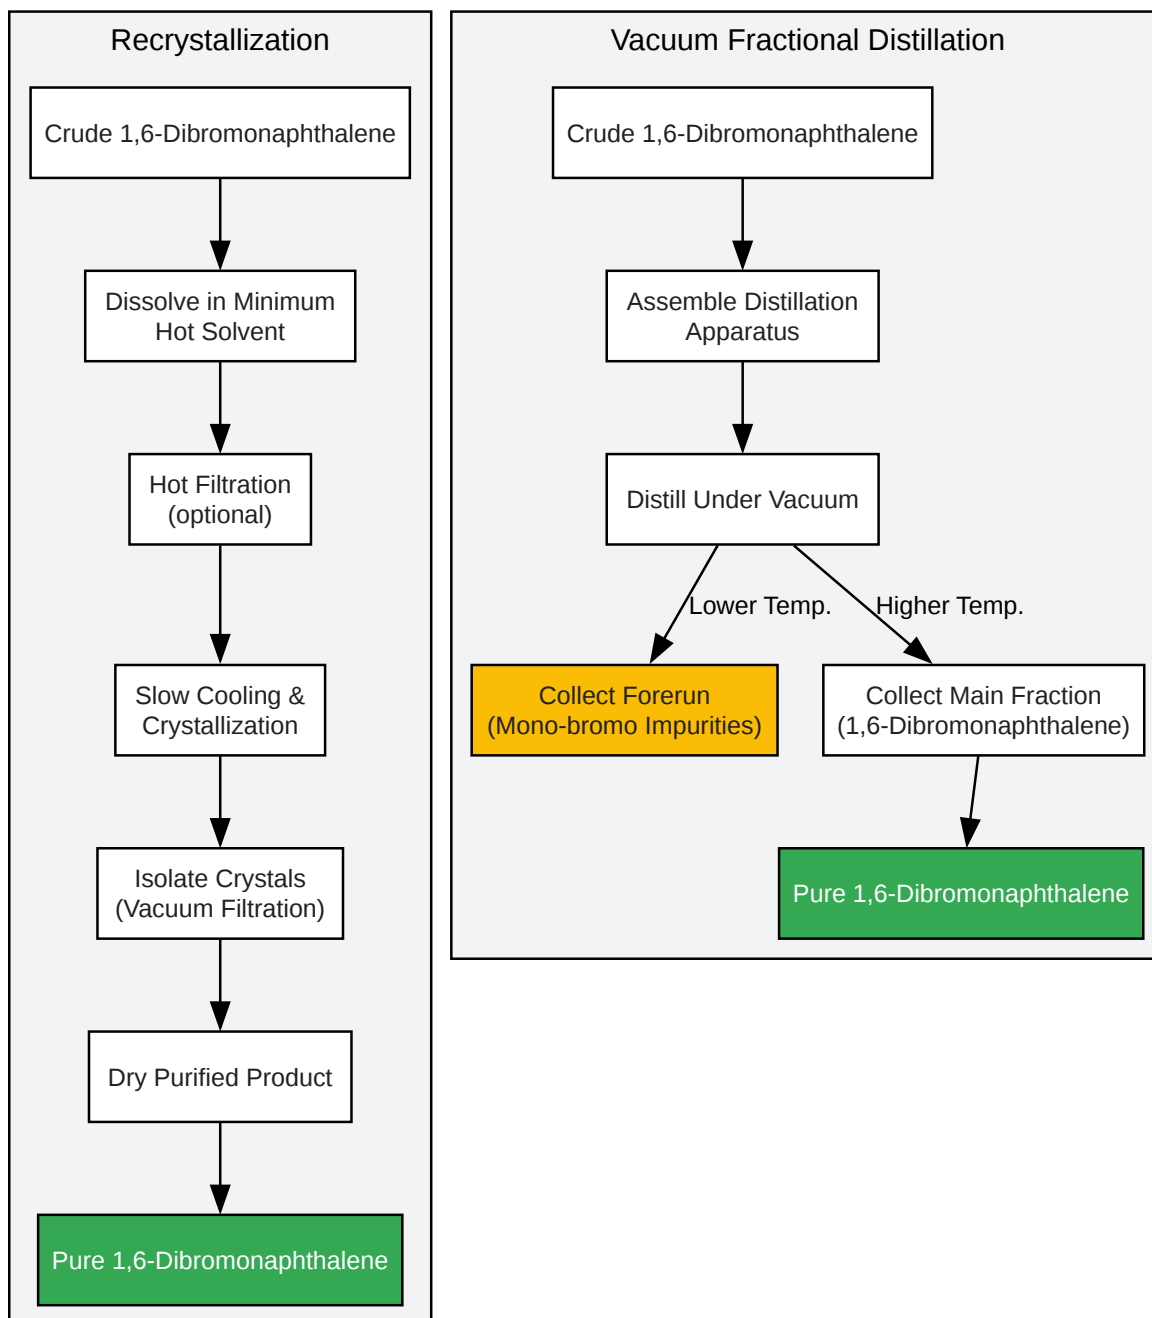 Recrystallization
Crude 1,6-Dibromonaphthalene
Dissolve in Minimum
Hot Solvent
Hot Filtration
(optional)
Slow Cooling &
Crystallization
Isolate Crystals
(Vacuum Filtration)
Dry Purified Product
Pure 1,6-Dibromonaphthalene
Vacuum Fractional Distillation
Crude 1,6-Dibromonaphthalene
Assemble Distillation
Apparatus
Distill Under Vacuum
Lower Temp.
Higher Temp.
Collect Forerun
(Mono-bromo Impurities)
Collect Main Fraction
(1,6-Dibromonaphthalene)
Pure 1,6-Dibromonaphthalene